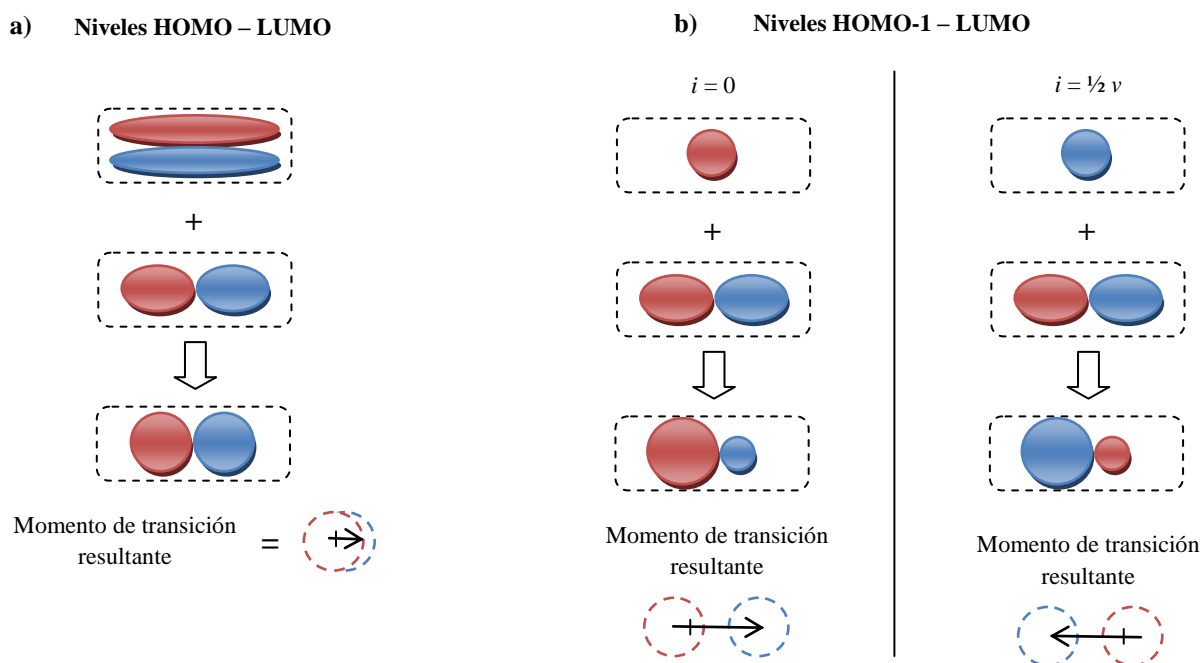 a) Niveles HOMO – LUMO
+
Momento de transición
resultante
=
b) Niveles HOMO-1 – LUMO
i = 0
+
Momento de transición
resultante
i = ½ v
+
Momento de transición
resultante